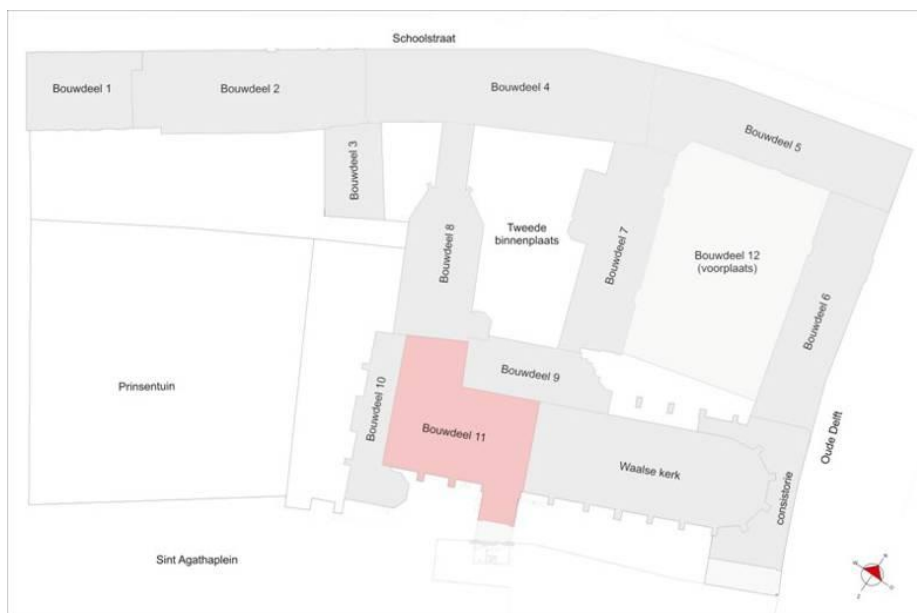 Schoolstraat
Bouwdeel 1
Bouwdeel 2
Bouwdeel 4
Bouwdeel 5
Bouwdeel 3
Tweede
binnenplaats
Bouwdeel 8
Bouwdeel 7
Bouwdeel 12
(voorplaats)
Bouwdeel 6
Prinsentuin
Bouwdeel 10
Bouwdeel 9
Bouwdeel 11
Waalse kerk
consistorie
Oude Delft
Sint Agathaplein